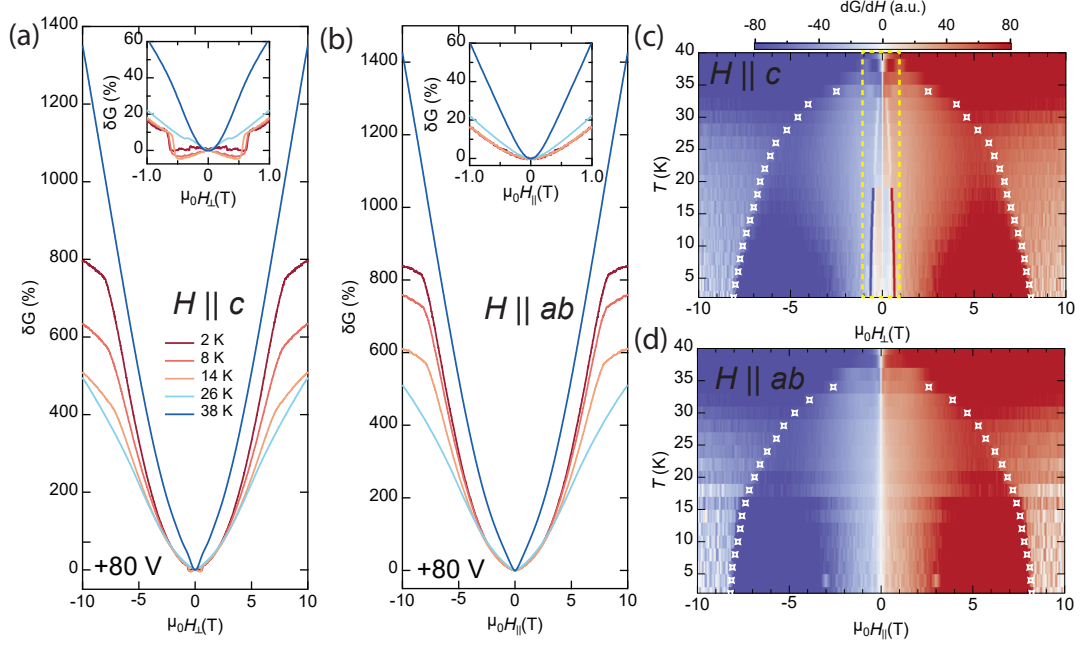 (a)
1400
1200
1000
800
600
400
200
0
δG (%)
-10
-5
0
5
10
μ0H⊥(T)
60
40
20
0
δG (%)
-1.0
0
1.0
μ0H⊥(T)
H || c
2 K
8 K
14 K
26 K
38 K
+80 V
(b)
1400
1200
1000
800
600
400
200
0
δG (%)
-10
-5
0
5
10
μ0H||(T)
60
40
20
0
δG (%)
-1.0
0
1.0
μ0H||(T)
H || ab
+80 V
dG/dH (a.u.)
-80
-40
0
40
80
(c)
H || c
40
35
30
25
20
15
10
5
T (K)
-10
-5
0
5
10
μ0H⊥(T)
(d)
H || ab
40
35
30
25
20
15
10
5
T (K)
-10
-5
0
5
10
μ0H||(T)